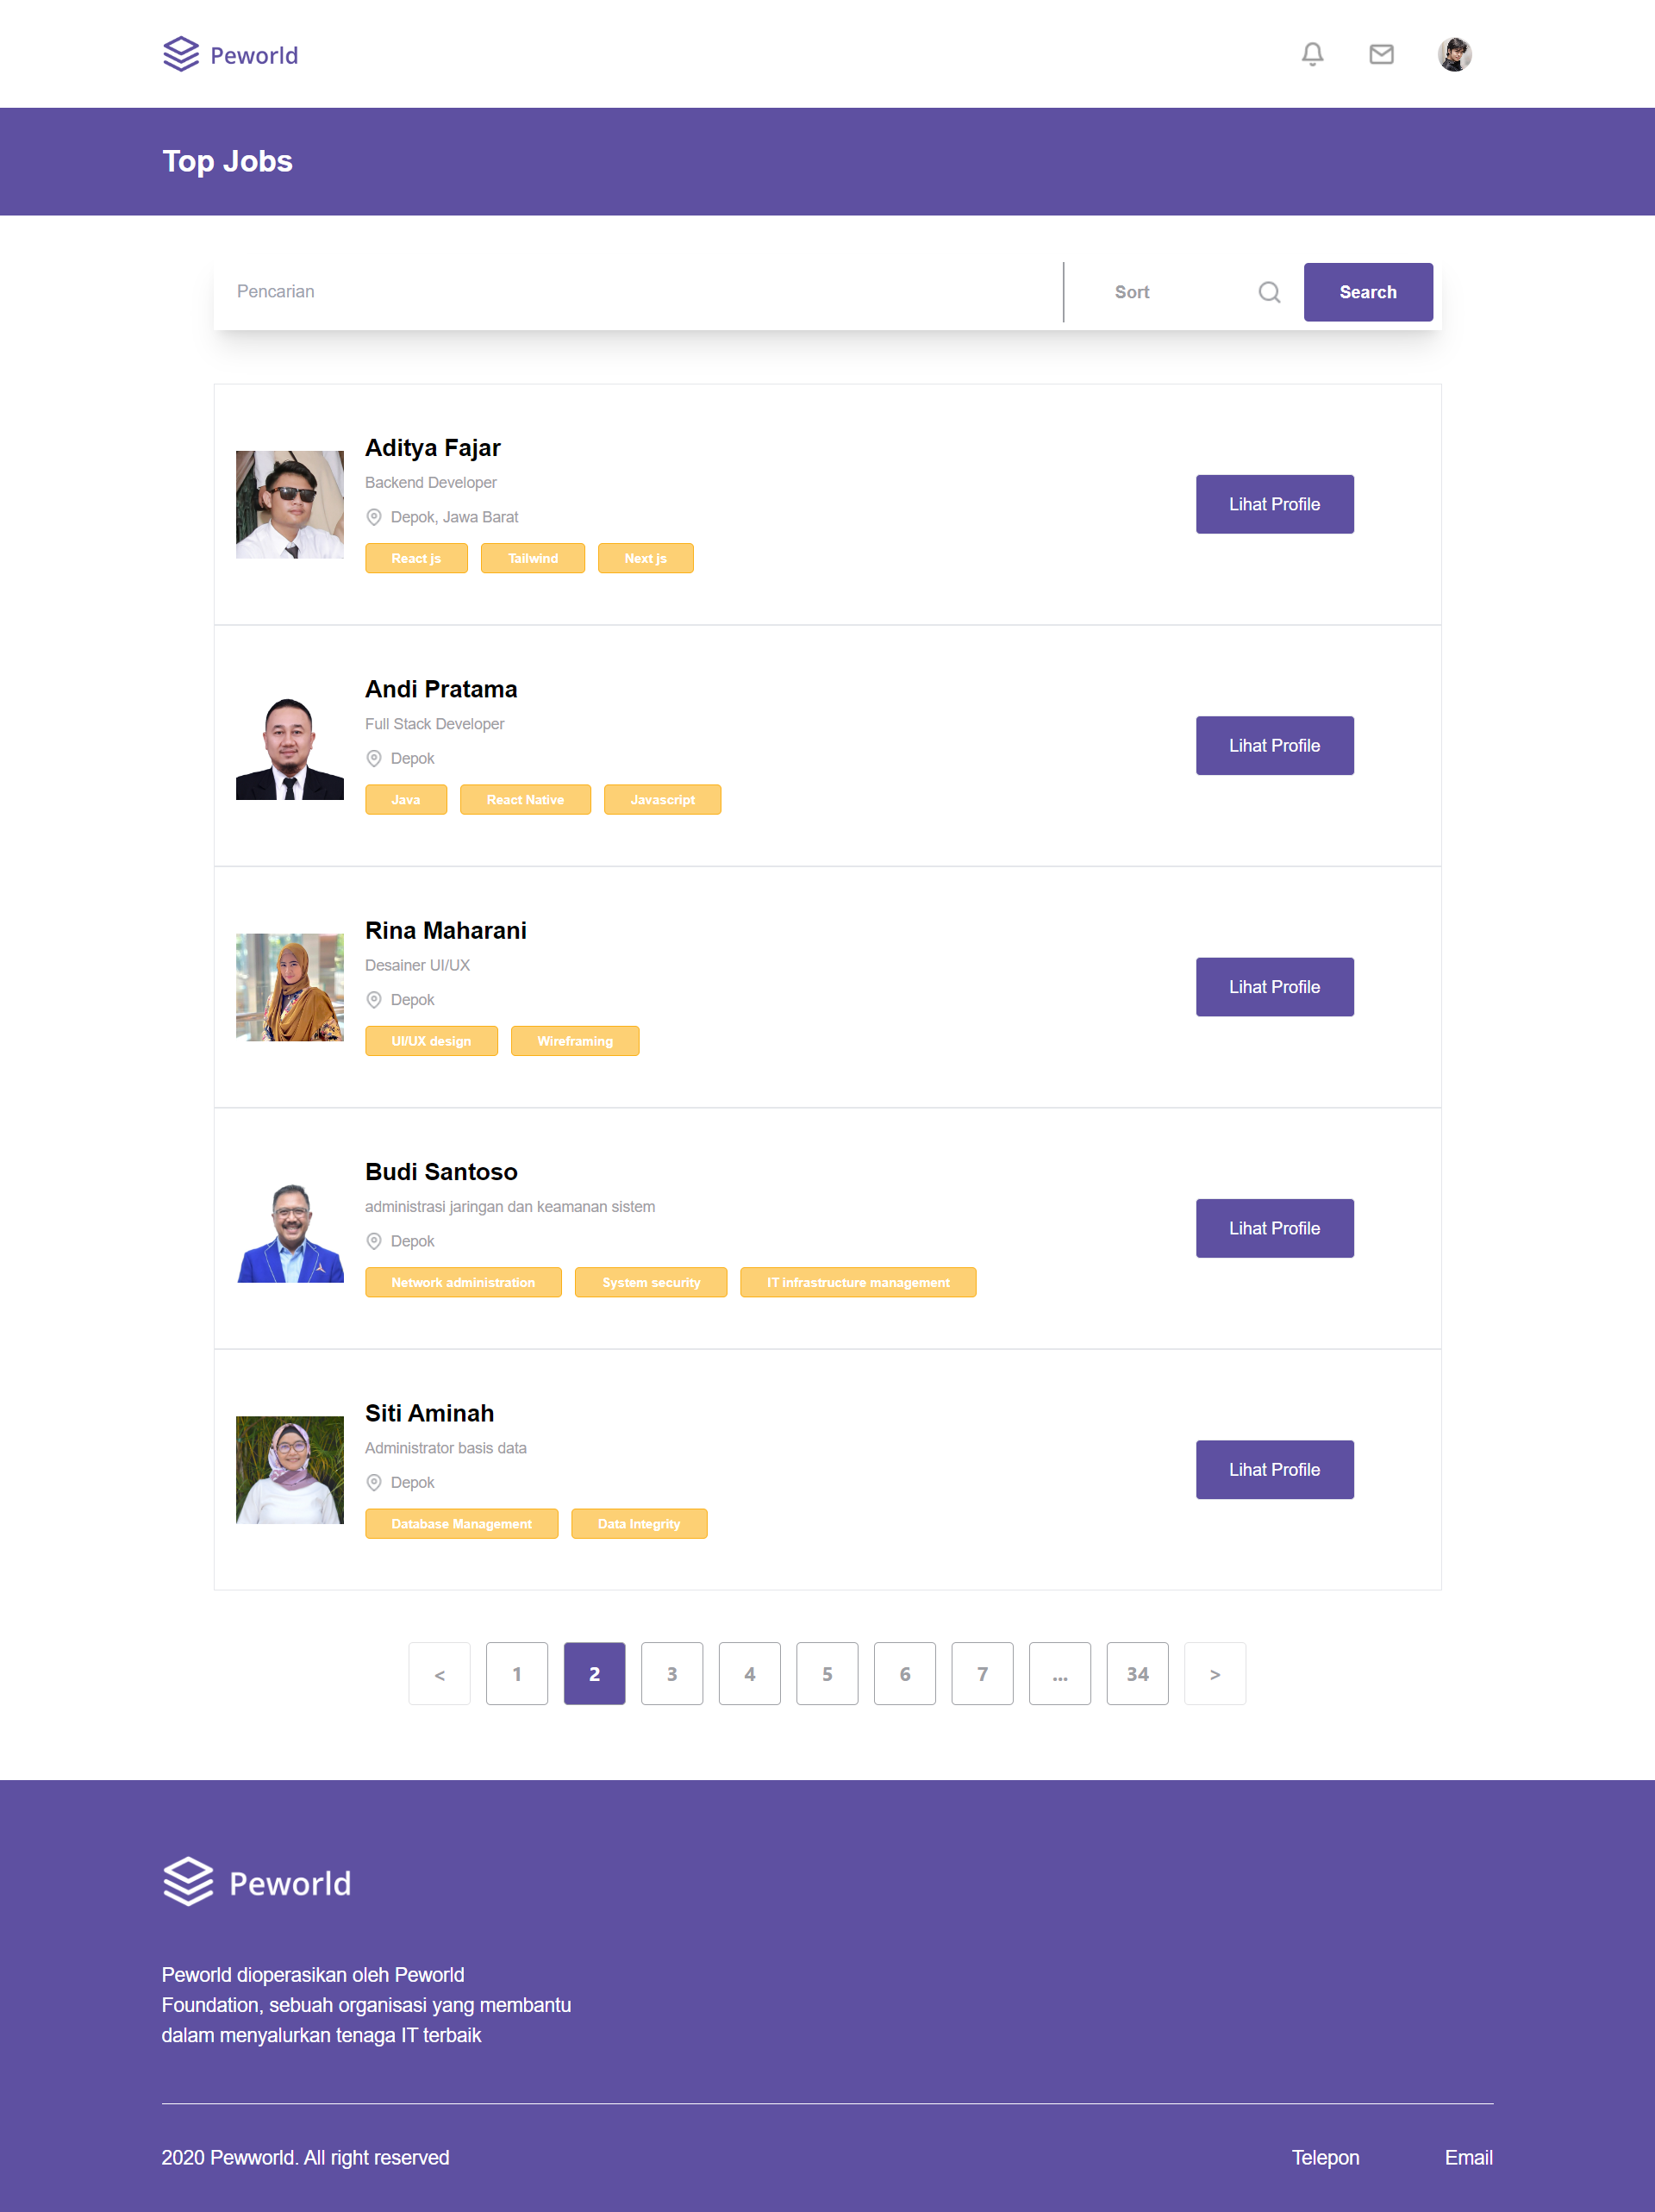 Peworld
Top Jobs
Pencarian
Sort
Search
Aditya Fajar
Backend Developer
Depok, Jawa Barat
React js
Tailwind
Next js
Lihat Profile
Andi Pratama
Full Stack Developer
Depok
Java
React Native
Javascript
Lihat Profile
Rina Maharani
Desainer UI/UX
Depok
UI/UX design
Wireframing
Lihat Profile
Budi Santoso
administrasi jaringan dan keamanan sistem
Depok
Network administration
System security
IT infrastructure management
Lihat Profile
Siti Aminah
Administrator basis data
Depok
Database Management
Data Integrity
Lihat Profile
< 1 2 3 4 5 6 7 ... 34 >
Peworld
Peworld dioperasikan oleh Peworld
Foundation, sebuah organisasi yang membantu
dalam menyalurkan tenaga IT terbaik
2020 Pewworld. All right reserved
Telepon
Email